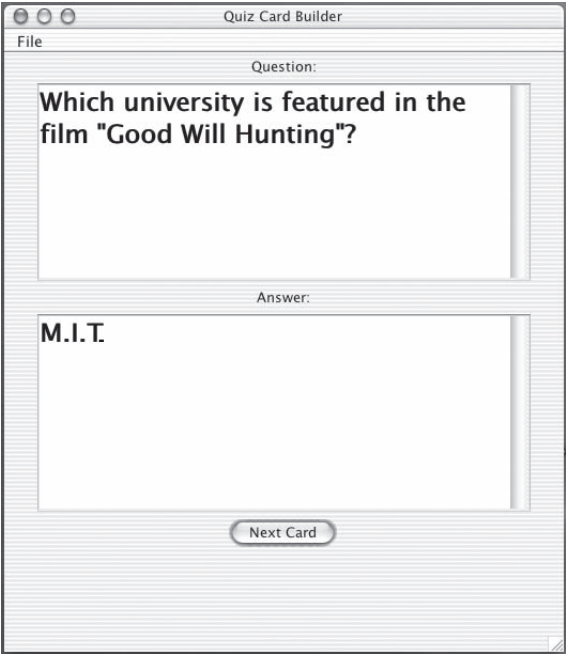 Quiz Card Builder
File
Question:
Which university is featured in the
film "Good Will Hunting"?
Answer:
M.I.T.
Next Card